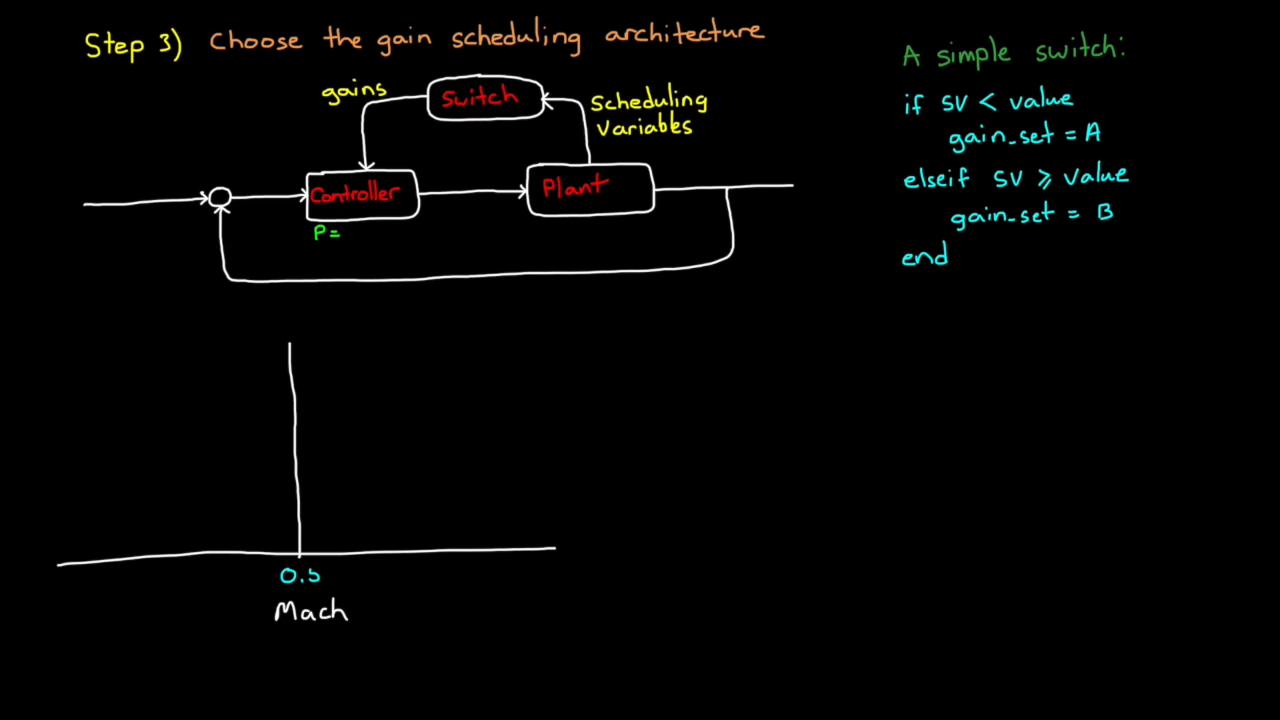 Step 3) Choose the gain scheduling architecture
gains
Switch
Scheduling
Variables
Controller
Plant
P=
A simple switch:
if SV < value
gain_set = A
elseif SV ⩾ value
gain_set = B
end
0.5
Mach